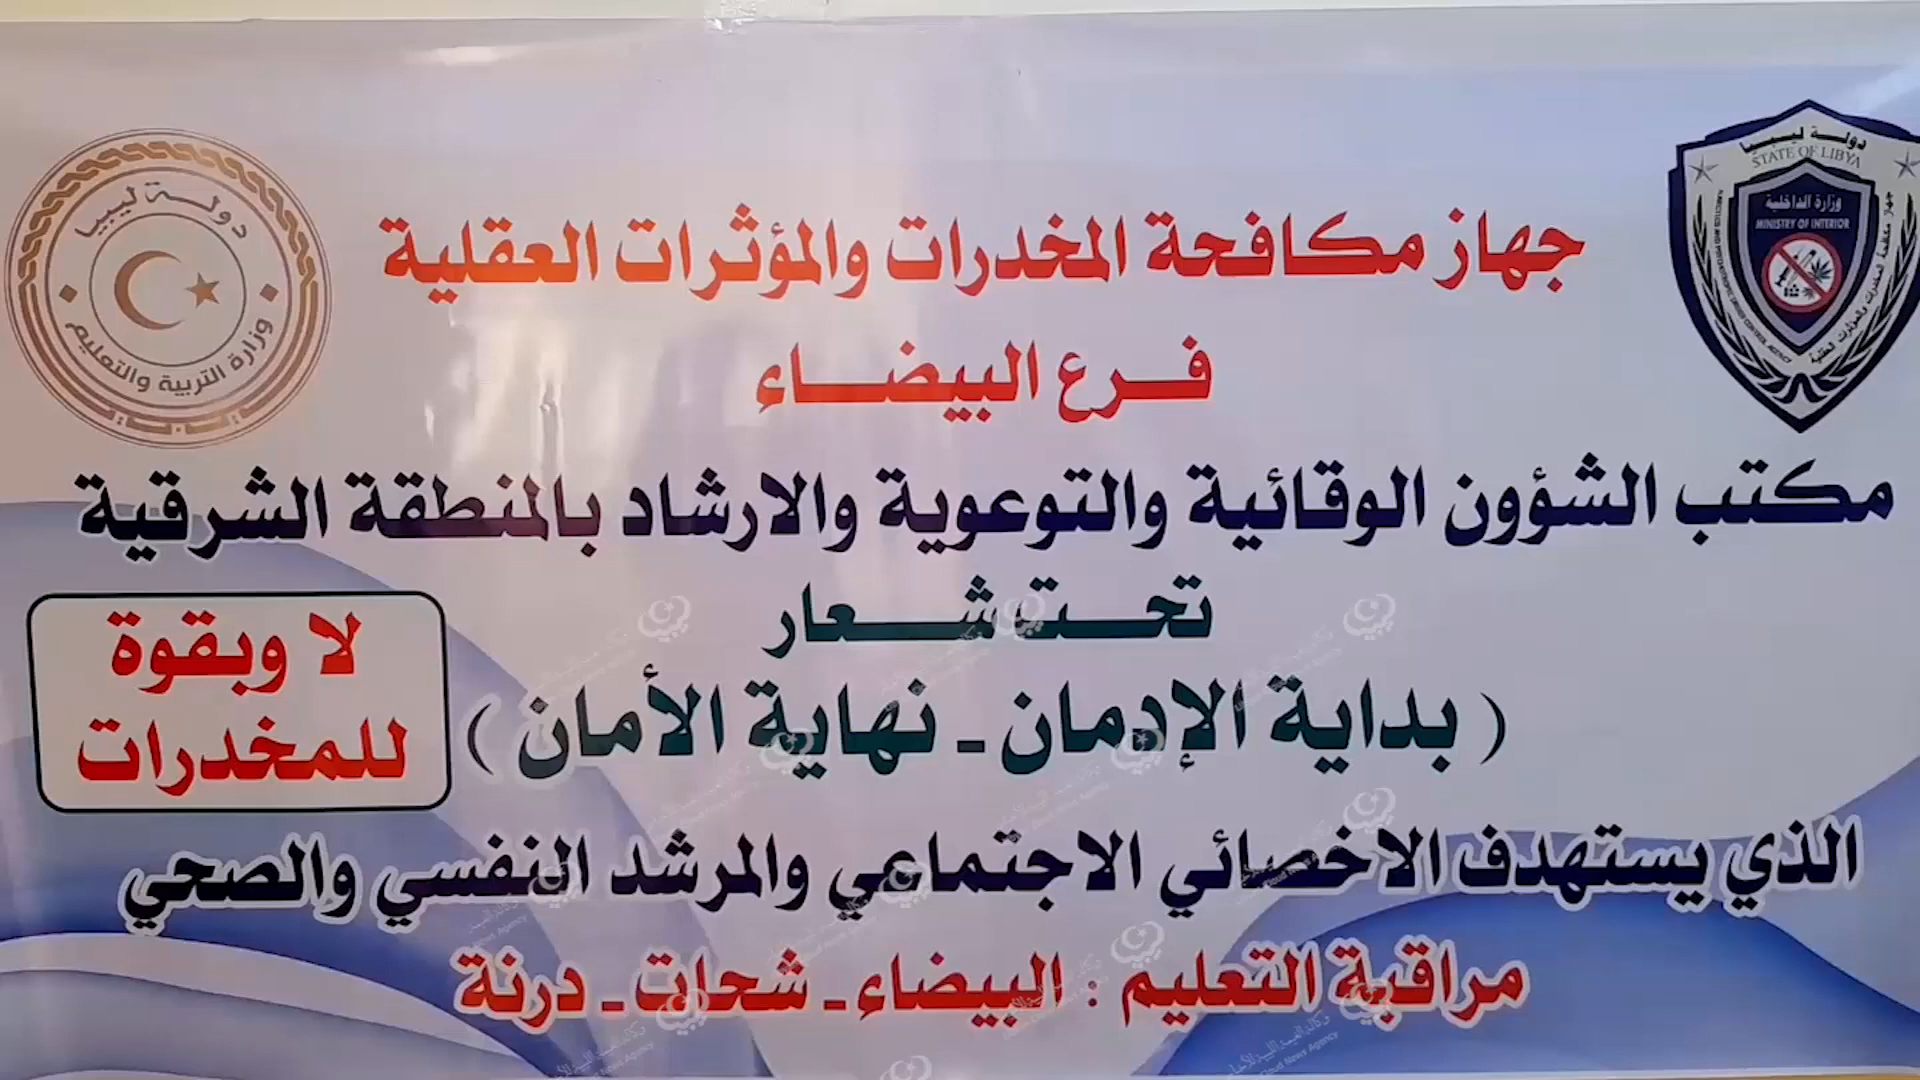 دولة ليبيا
وزارة التربية والتعليم
دولة ليبيا
STATE OF LIBYA
وزارة الداخلية
MINISTRY OF INTERIOR
جهاز مكافحة المخدرات والمؤثرات العقلية
فرع البيضاء
مكتب الشؤون الوقائية والتوعوية والارشاد بالمنطقة الشرقية
تحت شعار
( بداية الإدمان - نهاية الأمان )
لا وبقوة
للمخدرات
الذي يستهدف الاخصائي الاجتماعي والمرشد النفسي والصحي
مراقبة التعليم : البيضاء - شحات - درنة